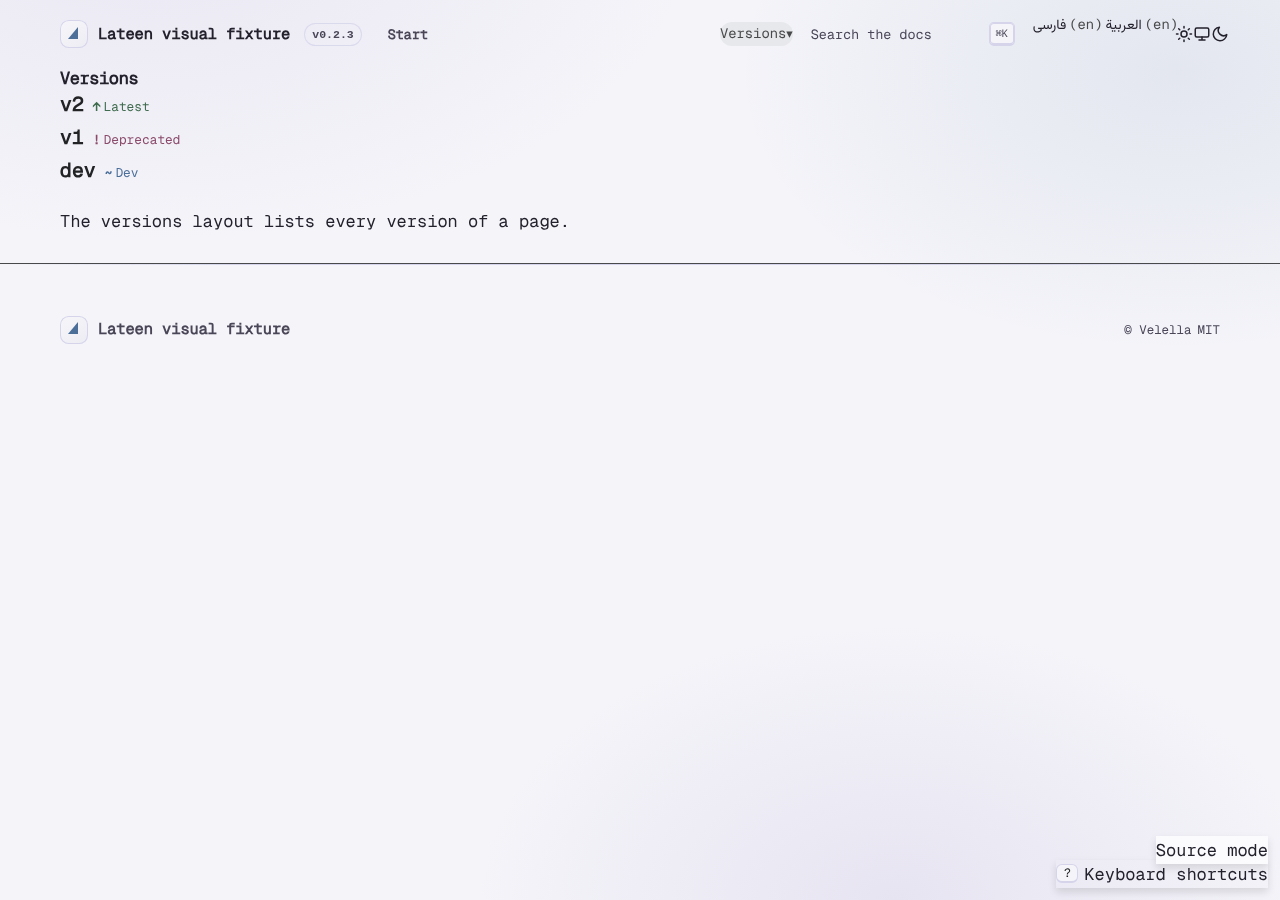 Lateen visual fixture v0.2.3 Start Versions▾ Search the docs ⌘K فارسی (en) العربية (en)
Versions
v2 ↑ Latest
v1 ! Deprecated
dev ~ Dev
The versions layout lists every version of a page.
Lateen visual fixture © Velella MIT
Source mode
? Keyboard shortcuts